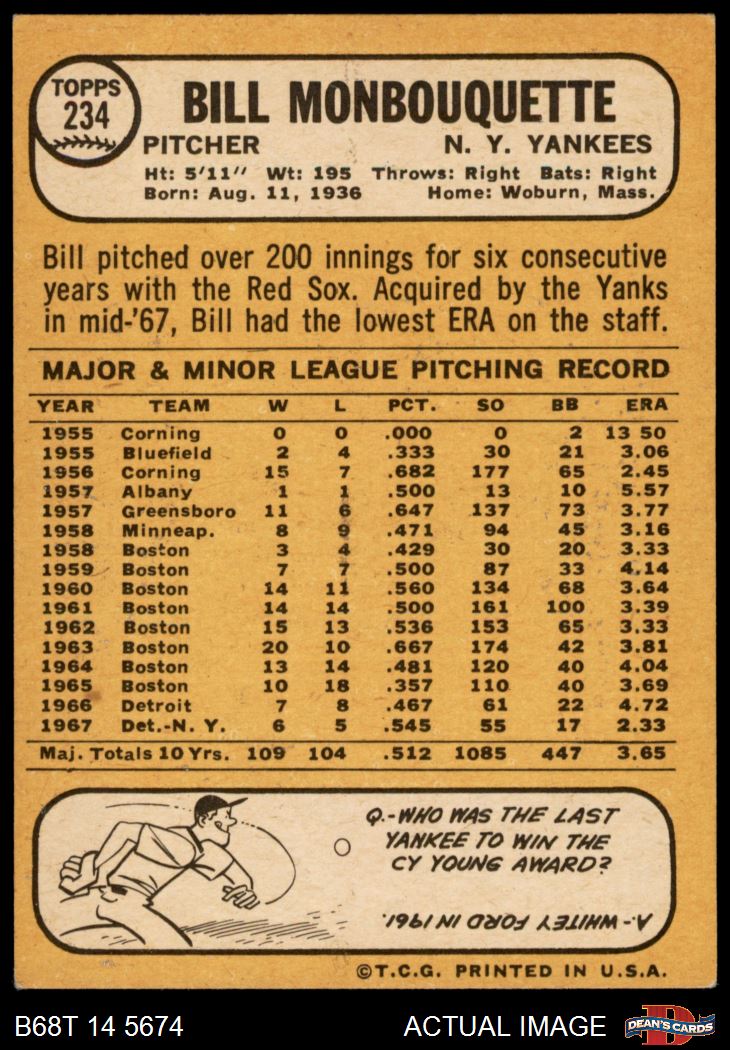 TOPPS
234
BILL MONBOUQUETTE
PITCHER N. Y. YANKEES
Ht: 5'11" Wt: 195 Throws: Right Bats: Right
Born: Aug. 11, 1936 Home: Woburn, Mass.
Bill pitched over 200 innings for six consecutive
years with the Red Sox. Acquired by the Yanks
in mid-'67, Bill had the lowest ERA on the staff.
MAJOR & MINOR LEAGUE PITCHING RECORD
YEAR TEAM W L PCT. SO BB ERA
1955 Corning 0 0 .000 0 2 13 50
1955 Bluefield 2 4 .333 30 21 3.06
1956 Corning 15 7 .682 177 65 2.45
1957 Albany 1 1 .500 13 10 5.57
1957 Greensboro 11 6 .647 137 73 3.77
1958 Minneap. 8 9 .471 94 45 3.16
1958 Boston 3 4 .429 30 20 3.33
1959 Boston 7 7 .500 87 33 4.14
1960 Boston 14 11 .560 134 68 3.64
1961 Boston 14 14 .500 161 100 3.39
1962 Boston 15 13 .536 153 65 3.33
1963 Boston 20 10 .667 174 42 3.81
1964 Boston 13 14 .481 120 40 4.04
1965 Boston 10 18 .357 110 40 3.69
1966 Detroit 7 8 .467 61 22 4.72
1967 Det.-N. Y. 6 5 .545 55 17 2.33
Maj. Totals 10 Yrs. 109 104 .512 1085 447 3.65
Q.-WHO WAS THE LAST
YANKEE TO WIN THE
CY YOUNG AWARD?
A.-WHITEY FORD IN 1961.
©T.C.G. PRINTED IN U.S.A.
B68T 14 5674 ACTUAL IMAGE
D
DEAN'S CARDS